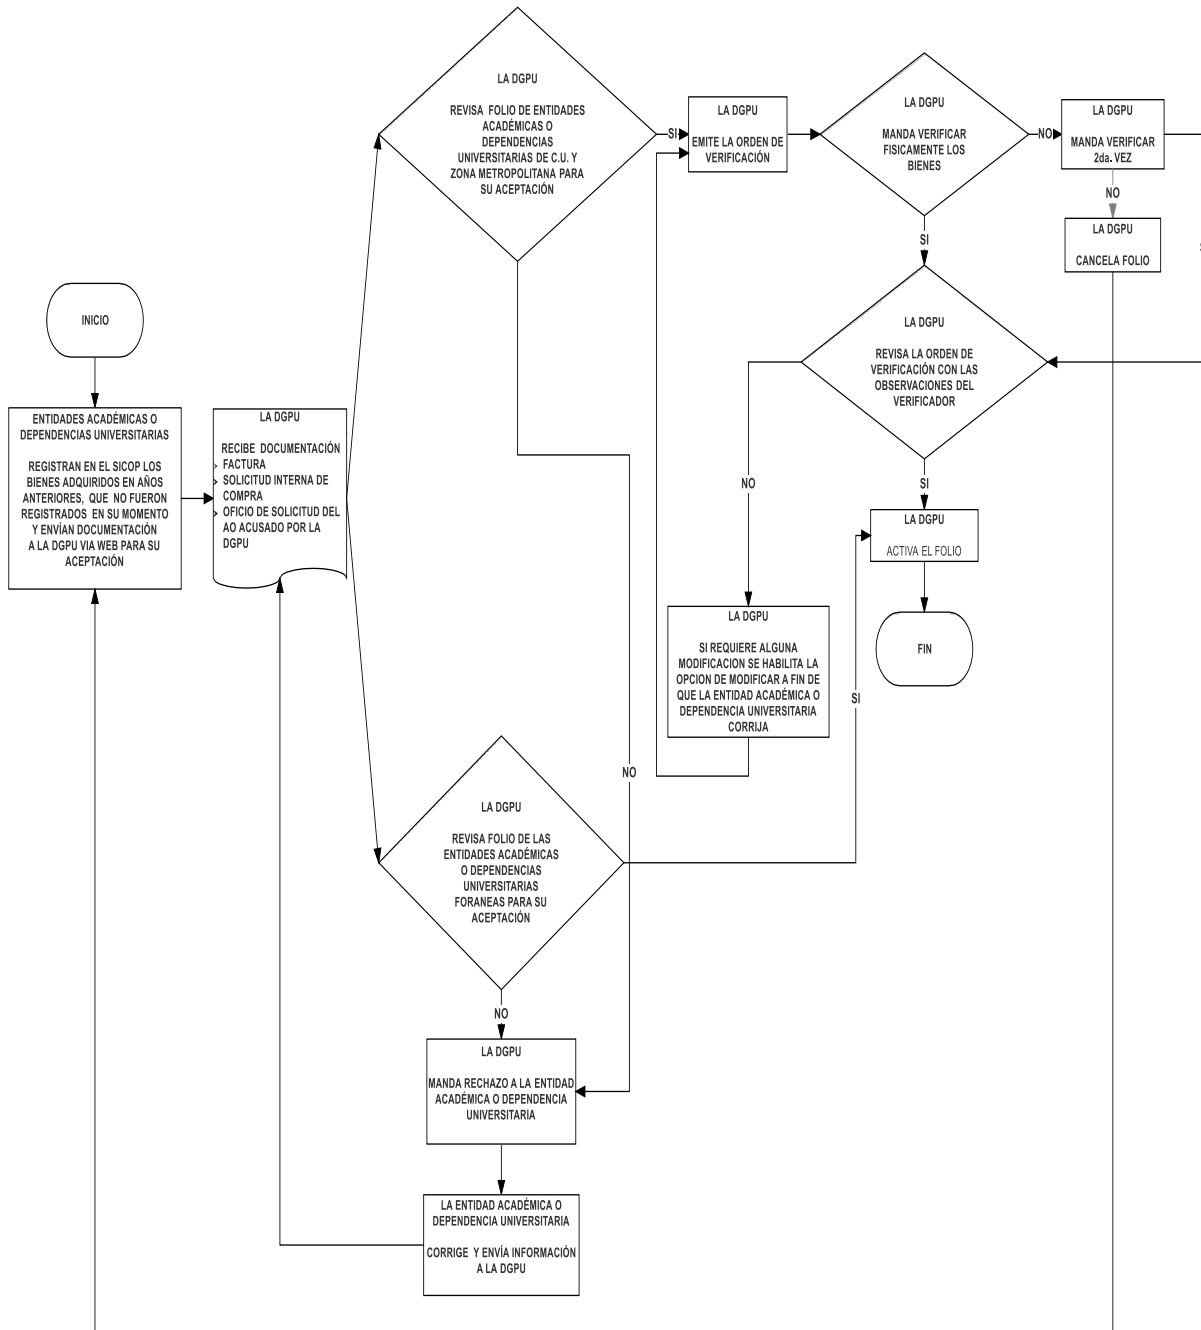 INICIO
ENTIDADES ACADÉMICAS O
DEPENDENCIAS UNIVERSITARIAS
REGISTRAN EN EL SICOP LOS
BIENES ADQUIRIDOS EN AÑOS
ANTERIORES, QUE NO FUERON
REGISTRADOS EN SU MOMENTO
Y ENVÍAN DOCUMENTACIÓN
A LA DGPU VIA WEB PARA SU
ACEPTACIÓN
LA DGPU
RECIBE DOCUMENTACIÓN
FACTURA
SOLICITUD INTERNA DE
COMPRA
OFICIO DE SOLICITUD DEL
AO ACUSADO POR LA
DGPU
LA DGPU
REVISA FOLIO DE ENTIDADES
ACADÉMICAS O
DEPENDENCIAS
UNIVERSITARIAS DE C.U. Y
ZONA METROPOLITANA PARA
SU ACEPTACIÓN
SI
LA DGPU
EMITE LA ORDEN DE
VERIFICACIÓN
LA DGPU
MANDA VERIFICAR
FISICAMENTE LOS
BIENES
NO
LA DGPU
MANDA VERIFICAR
2da. VEZ
NO
LA DGPU
CANCELA FOLIO
SI
LA DGPU
REVISA LA ORDEN DE
VERIFICACIÓN CON LAS
OBSERVACIONES DEL
VERIFICADOR
NO
SI
LA DGPU
ACTIVA EL FOLIO
FIN
LA DGPU
SI REQUIERE ALGUNA
MODIFICACION SE HABILITA LA
OPCION DE MODIFICAR A FIN DE
QUE LA ENTIDAD ACADÉMICA O
DEPENDENCIA UNIVERSITARIA
CORRIJA
SI
NO
LA DGPU
REVISA FOLIO DE LAS
ENTIDADES ACADÉMICAS
O DEPENDENCIAS
UNIVERSITARIAS
FORANEAS PARA SU
ACEPTACIÓN
NO
LA DGPU
MANDA RECHAZO A LA ENTIDAD
ACADÉMICA O DEPENDENCIA
UNIVERSITARIA
LA ENTIDAD ACADÉMICA O
DEPENDENCIA UNIVERSITARIA
CORRIGE Y ENVÍA INFORMACIÓN
A LA DGPU